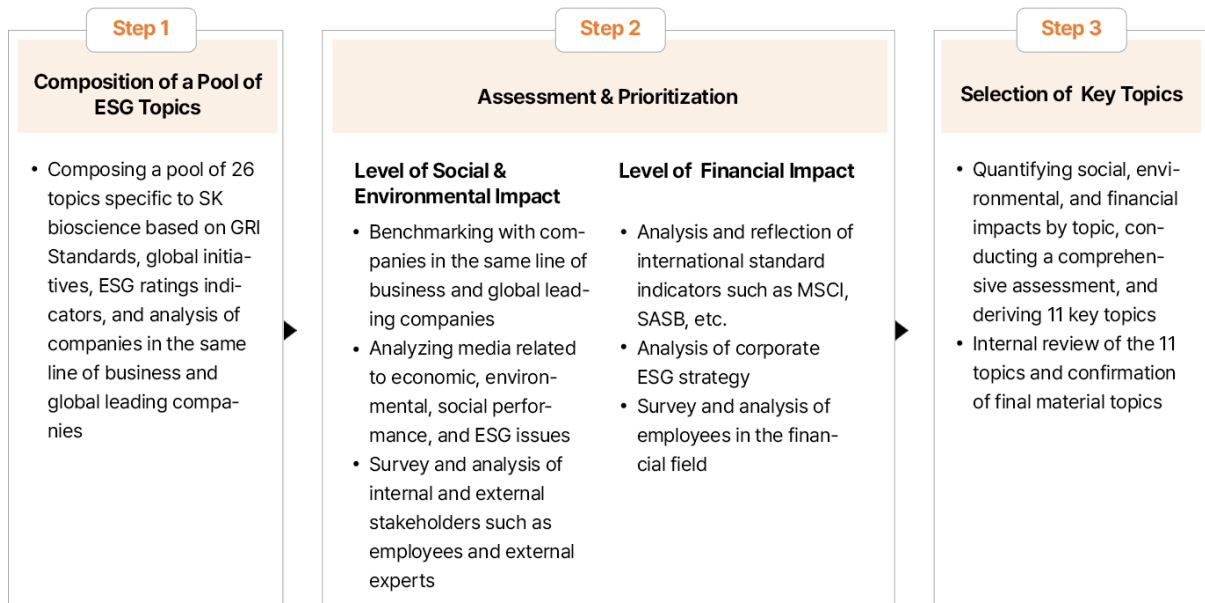 Step 1
Composition of a Pool of
ESG Topics
• Composing a pool of 26
topics specific to SK
bioscience based on GRI
Standards, global initia-
tives, ESG ratings indi-
cators, and analysis of
companies in the same
line of business and
global leading compa-
nies
Step 2
Assessment & Prioritization
Level of Social &
Environmental Impact
• Benchmarking with com-
panies in the same line of
business and global lead-
ing companies
• Analyzing media related
to economic, environ-
mental, social perfor-
mance, and ESG issues
• Survey and analysis of
internal and external
stakeholders such as
employees and external
experts
Level of Financial Impact
• Analysis and reflection of
international standard
indicators such as MSCI,
SASB, etc.
• Analysis of corporate
ESG strategy
• Survey and analysis of
employees in the finan-
cial field
Step 3
Selection of Key Topics
• Quantifying social, envi-
ronmental, and financial
impacts by topic, con-
ducting a comprehen-
sive assessment, and
deriving 11 key topics
• Internal review of the 11
topics and confirmation
of final material topics